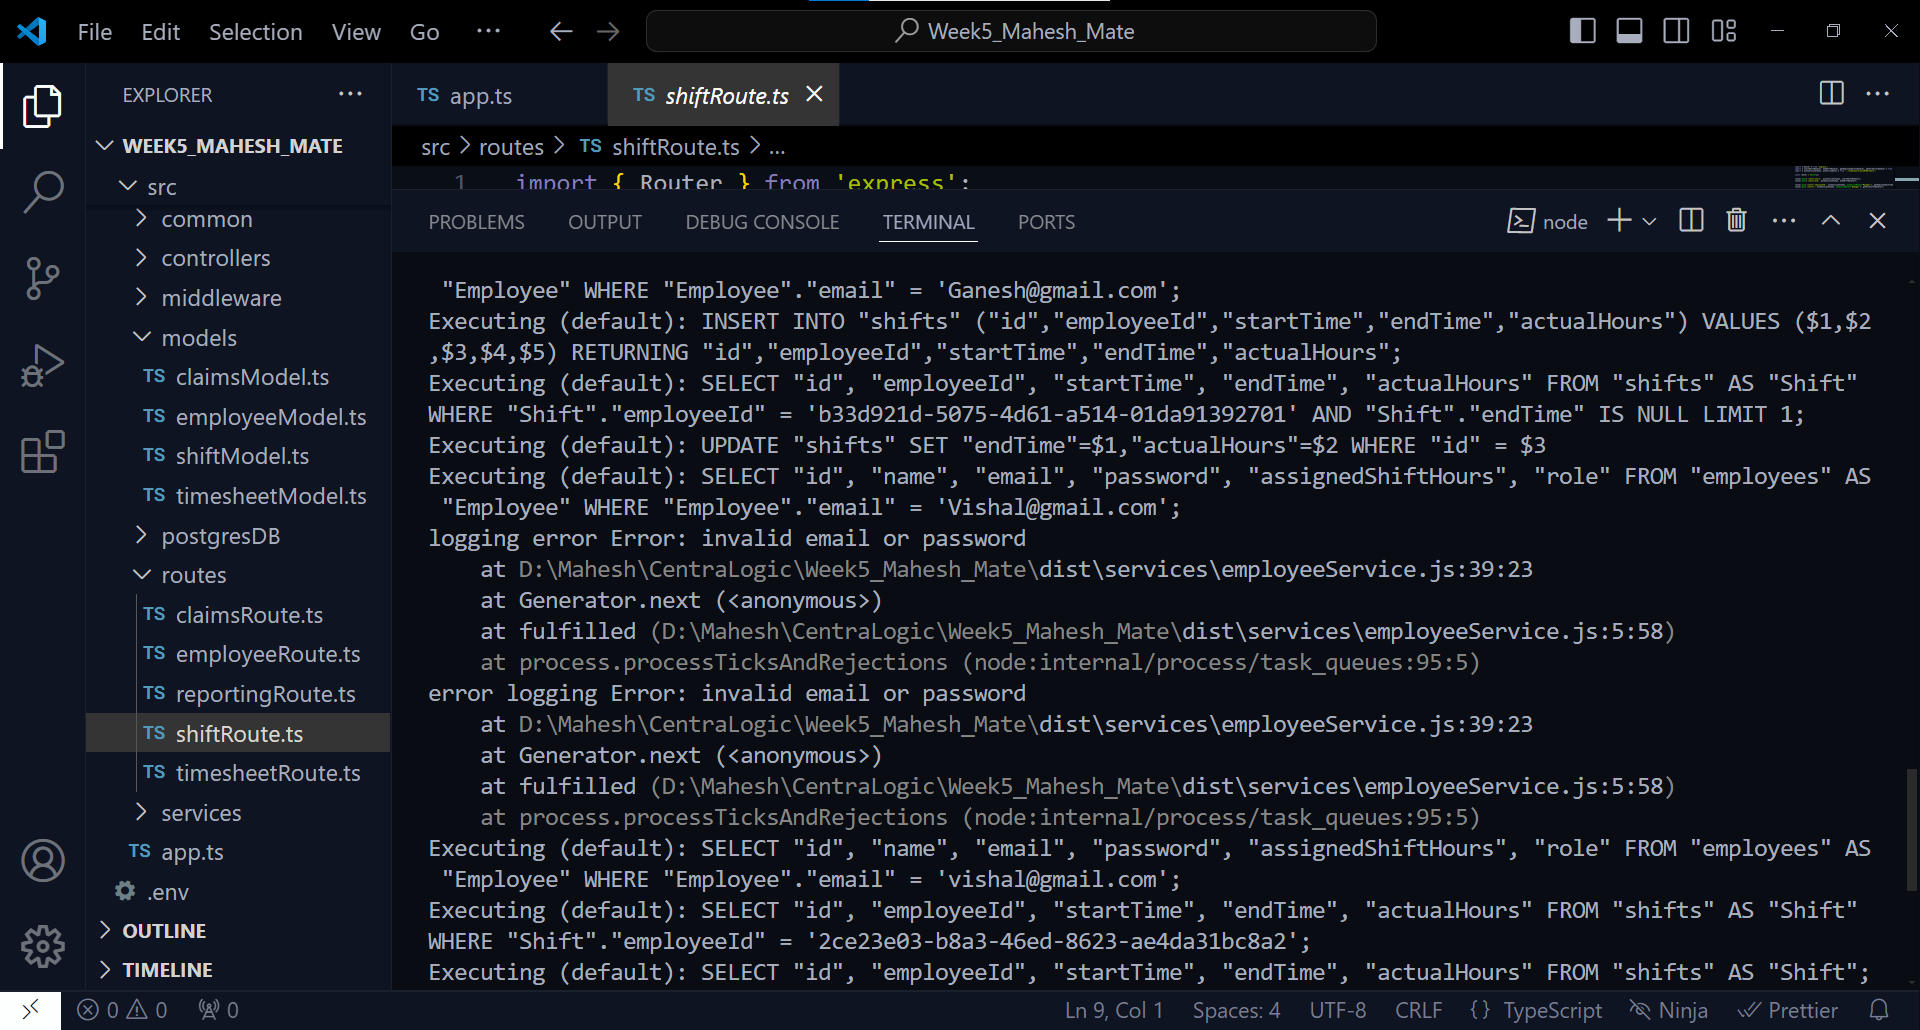 File Edit Selection View Go ··· Week5_Mahesh_Mate
EXPLORER ···
WEEK5_MAHESH_MATE
src
common
controllers
middleware
models
TS claimsModel.ts
TS employeeModel.ts
TS shiftModel.ts
TS timesheetModel.ts
postgresDB
routes
TS claimsRoute.ts
TS employeeRoute.ts
TS reportingRoute.ts
TS shiftRoute.ts
TS timesheetRoute.ts
services
TS app.ts
.env
OUTLINE
TIMELINE
TS app.ts TS shiftRoute.ts
src > routes > TS shiftRoute.ts > ...
1 import { Router } from 'express';
PROBLEMS OUTPUT DEBUG CONSOLE TERMINAL PORTS node
"Employee" WHERE "Employee"."email" = 'Ganesh@gmail.com';
Executing (default): INSERT INTO "shifts" ("id","employeeId","startTime","endTime","actualHours") VALUES ($1,$2
,$3,$4,$5) RETURNING "id","employeeId","startTime","endTime","actualHours";
Executing (default): SELECT "id", "employeeId", "startTime", "endTime", "actualHours" FROM "shifts" AS "Shift"
WHERE "Shift"."employeeId" = 'b33d921d-5075-4d61-a514-01da91392701' AND "Shift"."endTime" IS NULL LIMIT 1;
Executing (default): UPDATE "shifts" SET "endTime"=$1,"actualHours"=$2 WHERE "id" = $3
Executing (default): SELECT "id", "name", "email", "password", "assignedShiftHours", "role" FROM "employees" AS
"Employee" WHERE "Employee"."email" = 'Vishal@gmail.com';
logging error Error: invalid email or password
at D:\Mahesh\CentraLogic\Week5_Mahesh_Mate\dist\services\employeeService.js:39:23
at Generator.next (<anonymous>)
at fulfilled (D:\Mahesh\CentraLogic\Week5_Mahesh_Mate\dist\services\employeeService.js:5:58)
at process.processTicksAndRejections (node:internal/process/task_queues:95:5)
error logging Error: invalid email or password
at D:\Mahesh\CentraLogic\Week5_Mahesh_Mate\dist\services\employeeService.js:39:23
at Generator.next (<anonymous>)
at fulfilled (D:\Mahesh\CentraLogic\Week5_Mahesh_Mate\dist\services\employeeService.js:5:58)
at process.processTicksAndRejections (node:internal/process/task_queues:95:5)
Executing (default): SELECT "id", "name", "email", "password", "assignedShiftHours", "role" FROM "employees" AS
"Employee" WHERE "Employee"."email" = 'vishal@gmail.com';
Executing (default): SELECT "id", "employeeId", "startTime", "endTime", "actualHours" FROM "shifts" AS "Shift"
WHERE "Shift"."employeeId" = '2ce23e03-b8a3-46ed-8623-ae4da31bc8a2';
Executing (default): SELECT "id", "employeeId", "startTime", "endTime", "actualHours" FROM "shifts" AS "Shift";
0 0 0 Ln 9, Col 1 Spaces: 4 UTF-8 CRLF {} TypeScript Ninja Prettier